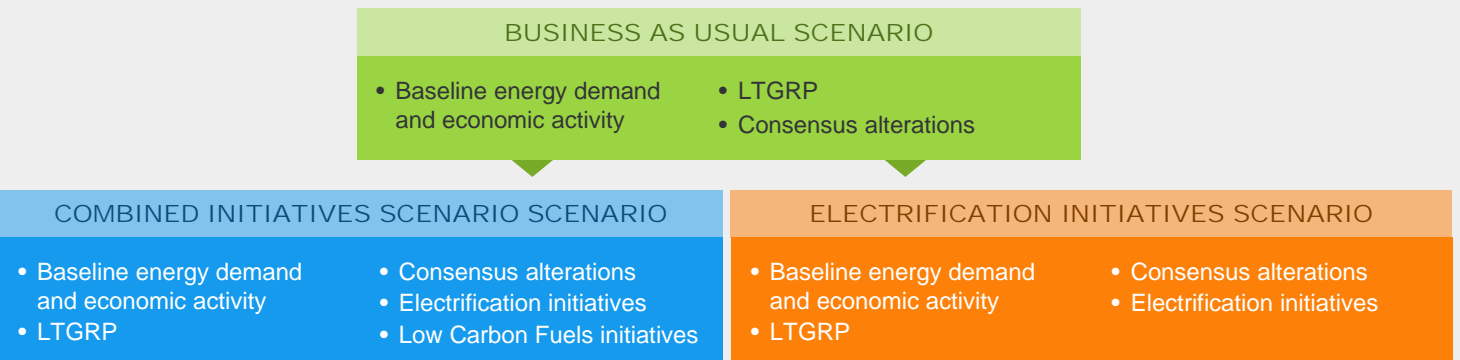 BUSINESS AS USUAL SCENARIO
• Baseline energy demand
and economic activity
• LTGRP
• Consensus alterations
COMBINED INITIATIVES SCENARIO SCENARIO
• Baseline energy demand
and economic activity
• LTGRP
• Consensus alterations
• Electrification initiatives
• Low Carbon Fuels initiatives
ELECTRIFICATION INITIATIVES SCENARIO
• Baseline energy demand
and economic activity
• LTGRP
• Consensus alterations
• Electrification initiatives